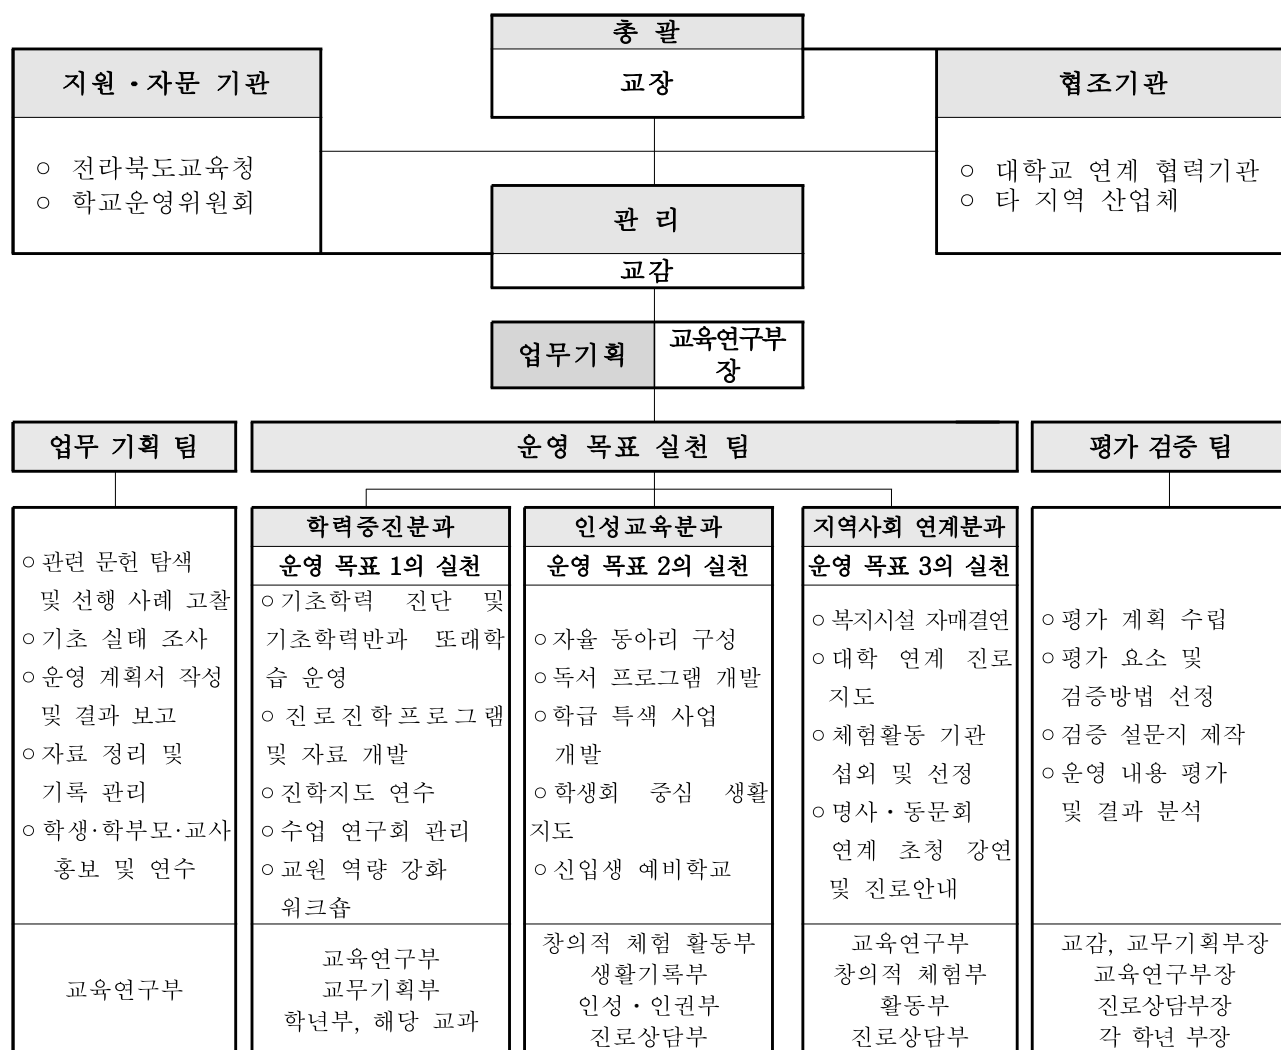 총 괄
교장
지원・자문 기관
○ 전라북도교육청
○ 학교운영위원회
협조기관
○ 대학교 연계 협력기관
○ 타 지역 산업체
관 리
교감
업무기획
교육연구부
장
업무 기획 팀
운영 목표 실천 팀
평가 검증 팀
○관련 문헌 탐색
및 선행 사례 고찰
○기초 실태 조사
○운영 계획서 작성
및 결과 보고
○자료 정리 및
기록 관리
○학생·학부모·교사
홍보 및 연수
교육연구부
학력증진분과
운영 목표 1의 실천
○기초학력 진단 및
기초학력반과 또래학
습 운영
○진로진학프로그램
및 자료 개발
○진학지도 연수
○수업 연구회 관리
○교원 역량 강화
워크숍
교육연구부
교무기획부
학년부, 해당 교과
인성교육분과
운영 목표 2의 실천
○자율 동아리 구성
○독서 프로그램 개발
○학급 특색 사업
개발
○학생회 중심 생활
지도
○신입생 예비학교
창의적 체험 활동부
생활기록부
인성・인권부
진로상담부
지역사회 연계분과
운영 목표 3의 실천
○복지시설 자매결연
○대학 연계 진로
지도
○체험활동 기관
섭외 및 선정
○명사・동문회
연계 초청 강연
및 진로안내
교육연구부
창의적 체험부
활동부
진로상담부
○평가 계획 수립
○평가 요소 및
검증방법 선정
○검증 설문지 제작
○운영 내용 평가
및 결과 분석
교감, 교무기획부장
교육연구부장
진로상담부장
각 학년 부장